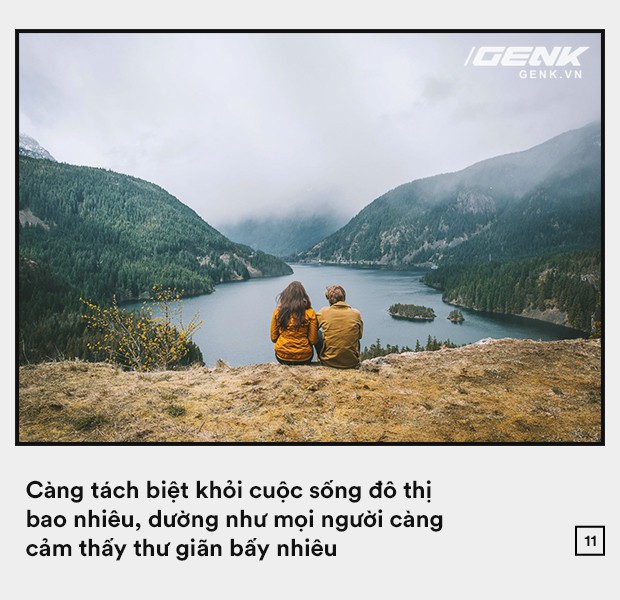 /GENK
GENK.VN
Càng tách biệt khỏi cuộc sống đô thị
bao nhiêu, dường như mọi người càng
cảm thấy thư giãn bấy nhiêu
11